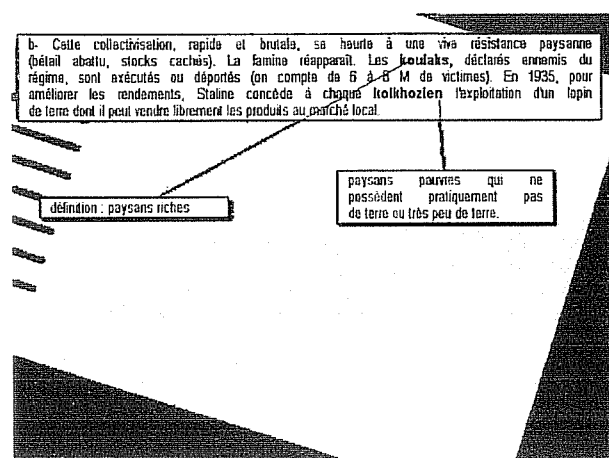 b- Cette collectivisation, rapide et brutale, se heurte à une vive résistance paysanne
(bétail abattu, stocks cachés). La famine réapparaît. Les koulaks, déclarés ennemis du
régime, sont exécutés ou déportés (on compte de 6 à 8 M de victimes). En 1935, pour
améliorer les rendements, Staline concède à chaque kolkhozien l'exploitation d'un lopin
de terre dont il peut vendre librement les produits au marché local.
définition : paysans riches
paysans pauvres qui ne
possèdent pratiquement pas
de terre ou très peu de terre.